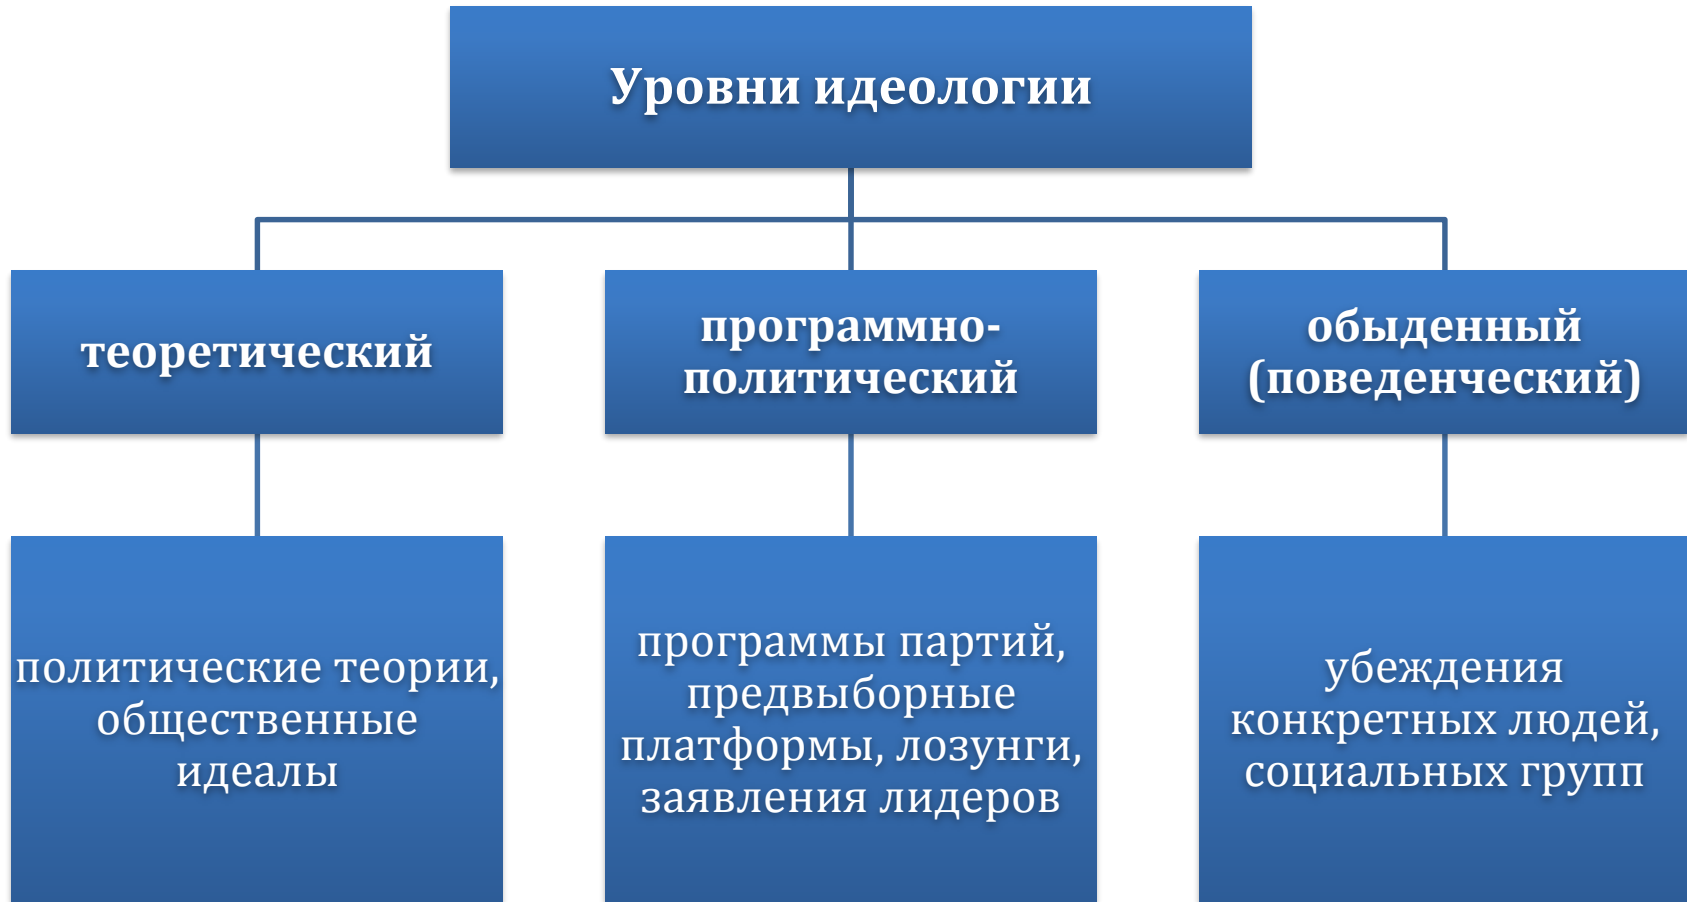 Уровни идеологии
теоретический
программно-
политический
обыденный
(поведенческий)
политические теории,
общественные
идеалы
программы партий,
предвыборные
платформы, лозунги,
заявления лидеров
убеждения
конкретных людей,
социальных групп